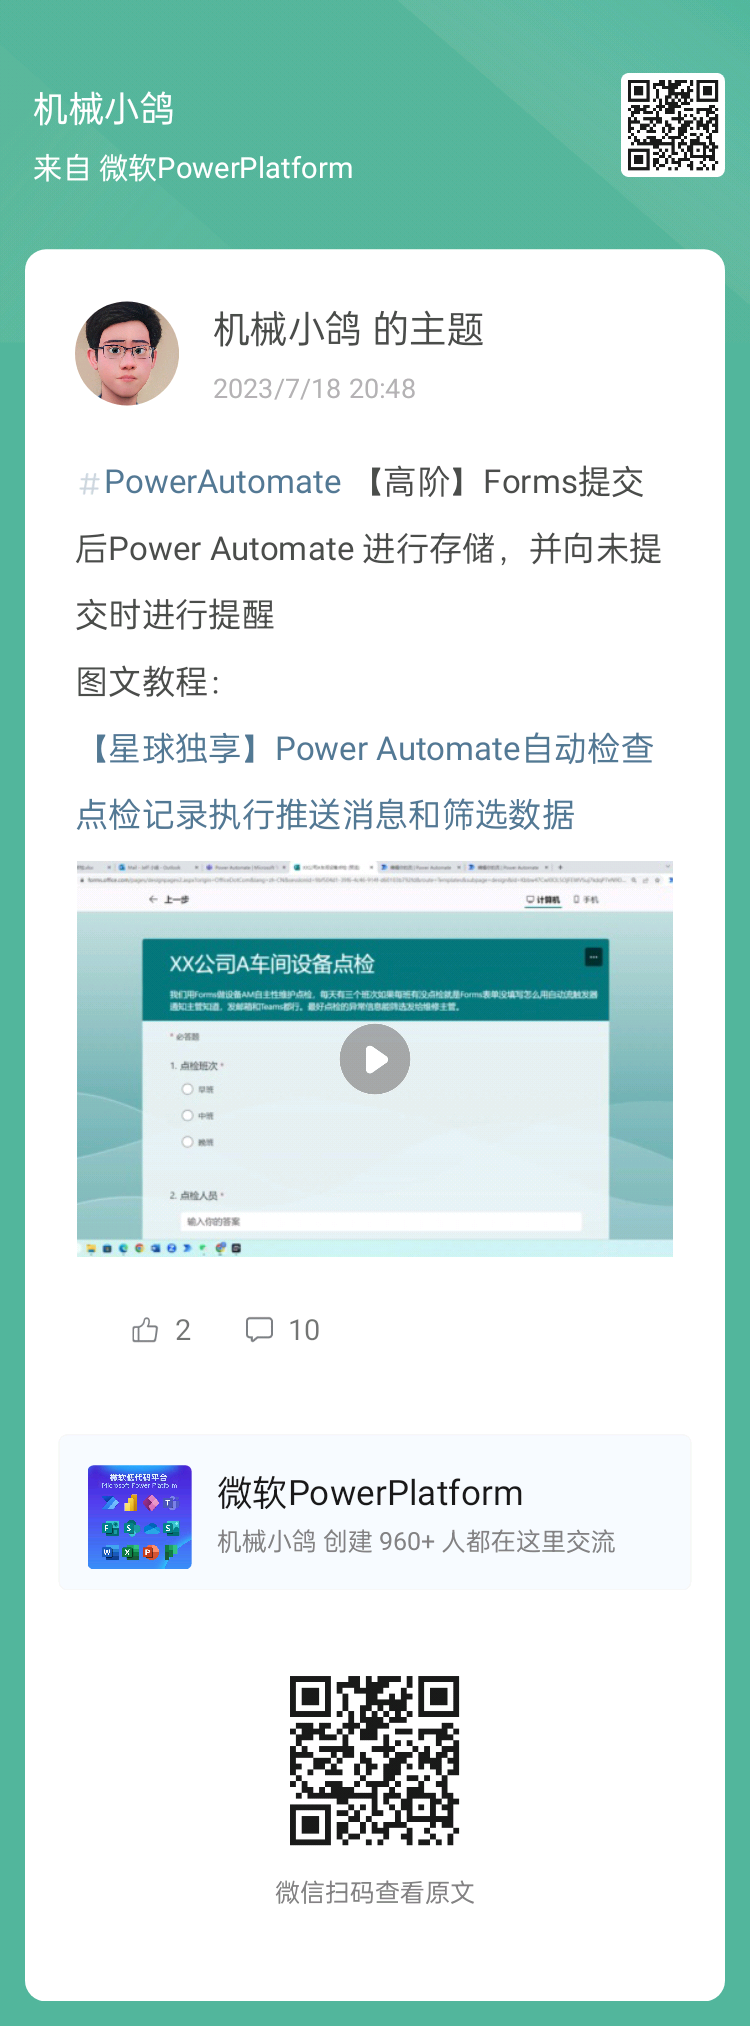 机械小鸽
来自 微软PowerPlatform
机械小鸽 的主题
2023/7/18 20:48
#PowerAutomate 【高阶】Forms提交
后Power Automate 进行存储，并向未提
交时进行提醒
图文教程：
【星球独享】Power Automate自动检查
点检记录执行推送消息和筛选数据
上一步
计算机 手机
XX公司A车间设备点检
我们用Forms做设备AM自主性维护点检，每天有三个班次如果每班有没点检就是Forms表单没填写怎么用自动流触发器
通知主管知道，发邮箱和Teams都行。最好点检的异常信息能筛选发给维修主管。
* 必答题
1. 点检班次 *
早班
中班
晚班
2. 点检人员 *
输入你的答案
2 10
微软低代码平台
Microsoft Power Platform
微软PowerPlatform
机械小鸽 创建 960+ 人都在这里交流
微信扫码查看原文